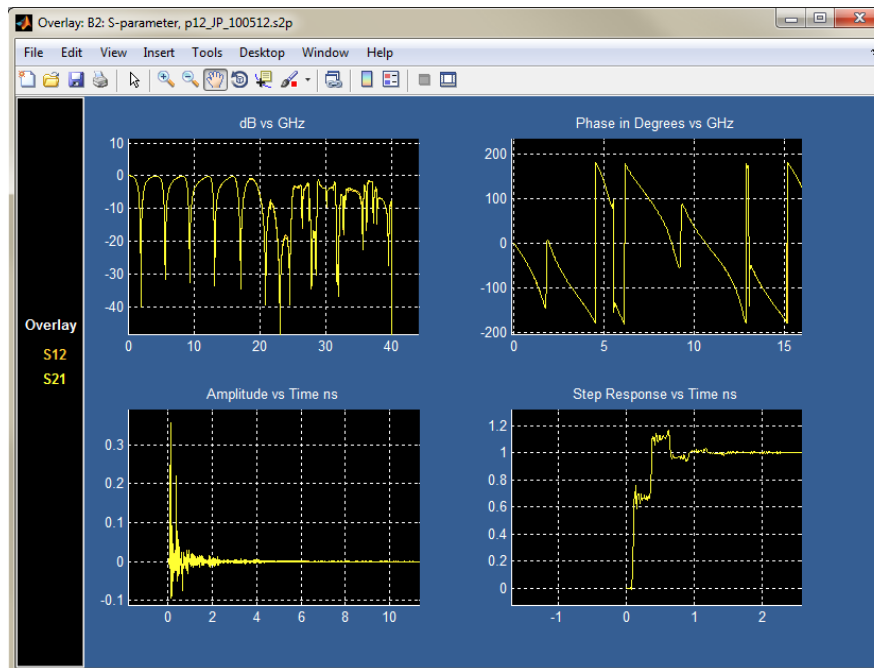 Overlay: B2: S-parameter, p12_JP_100512.s2p
File Edit View Insert Tools Desktop Window Help
Overlay
S12
S21
dB vs GHz
10
0
-10
-20
-30
-40
0 10 20 30 40
Phase in Degrees vs GHz
200
100
0
-100
-200
0 5 10 15
Amplitude vs Time ns
0.3
0.2
0.1
0
-0.1
0 2 4 6 8 10
Step Response vs Time ns
1.2
1
0.8
0.6
0.4
0.2
0
-1 0 1 2